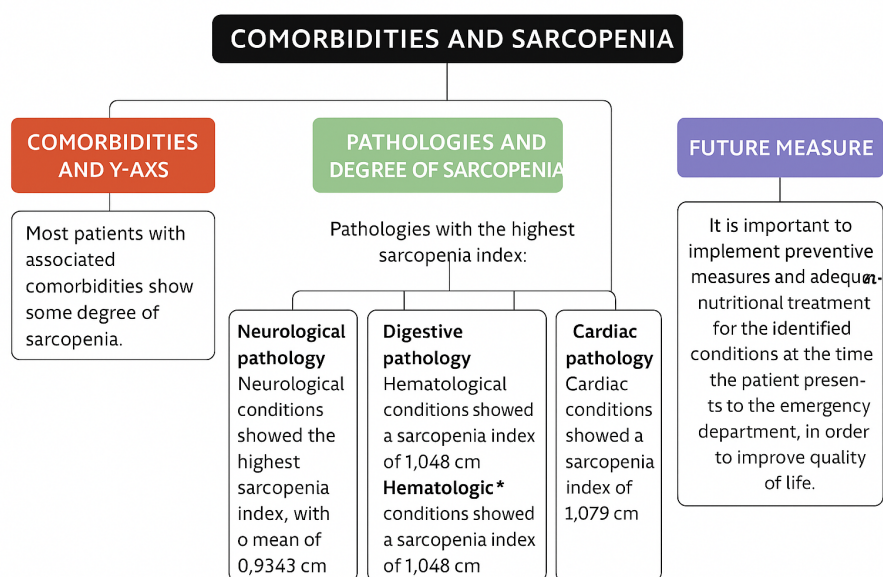 COMORBIDITIES AND SARCOPENIA
COMORBIDITIES
AND Y-AXS
Most patients with
associated
comorbidities show
some degree of
sarcopenia.
PATHOLOGIES AND
DEGREE OF SARCOPENIA
Pathologies with the highest
sarcopenia index:
Neurological
pathology
Neurological
conditions
showed the
highest
sarcopenia
index, with
o mean of
0,9343 cm
Digestive
pathology
Hematological
conditions showed
a sarcopenia index
of 1,048 cm
Hematologic*
conditions showed
a sarcopenia index
of 1,048 cm
Cardiac
pathology
Cardiac
conditions
showed a
sarcopenia
index of
1,079 cm
FUTURE MEASURE
It is important to
implement preventive
measures and
nutritional treatment
for the identified
conditions at the time
the patient presen-
ts to the emergency
department, in order
to improve quality
of life.